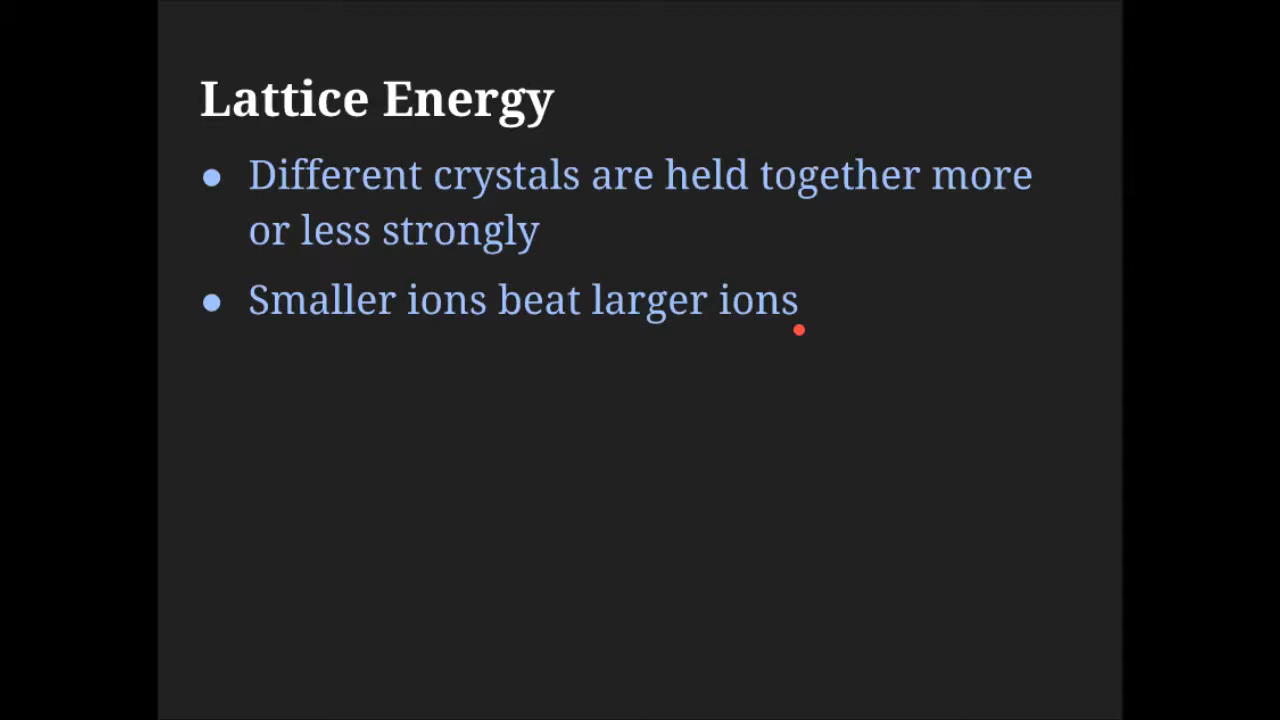 Lattice Energy
● Different crystals are held together more
or less strongly
● Smaller ions beat larger ions